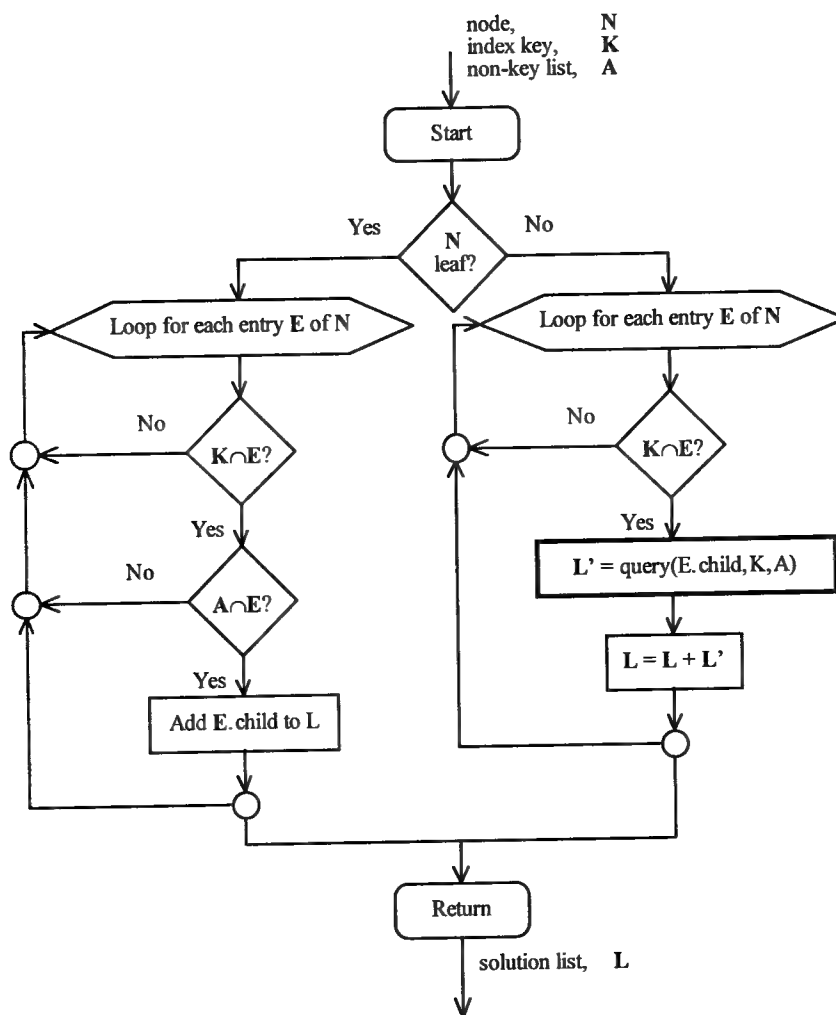 node, N
index key, K
non-key list, A
Start
Yes
No
N
leaf?
Loop for each entry E of N
Loop for each entry E of N
No
No
K∩E?
K∩E?
Yes
Yes
L’ = query(E.child, K, A)
No
A∩E?
L = L + L’
Yes
Add E.child to L
Return
solution list, L